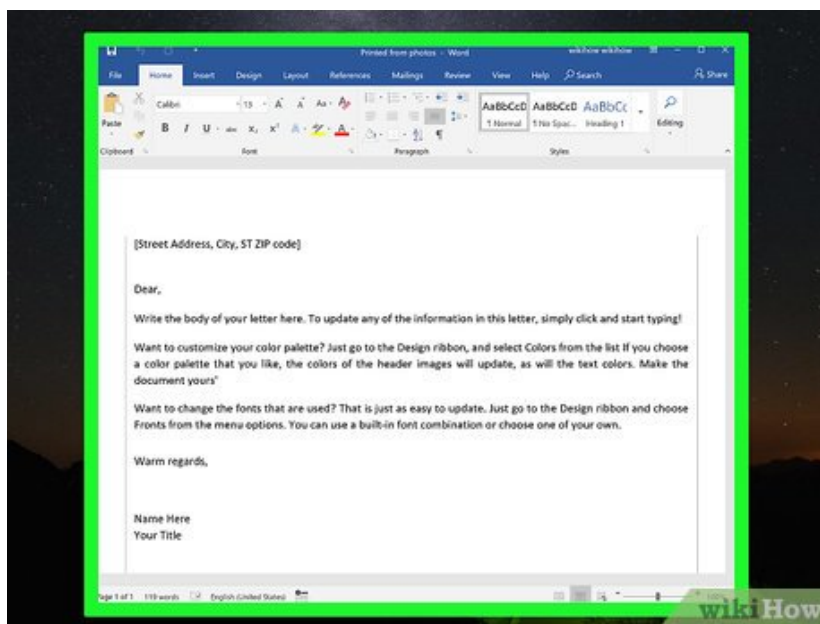 Printed from photos - Word
wikihow wikihow
File Home Insert Design Layout References Mailings Review View Help Search Share
Calibri 13 A A Aa
AaBbCcD AaBbCcD AaBbCc
Paste
B I U abc x₂ x² A A
¶
1 Normal 1 No Spac... Heading 1
Editing
Clipboard Font Paragraph Styles
[Street Address, City, ST ZIP code]
Dear,
Write the body of your letter here. To update any of the information in this letter, simply click and start typing!
Want to customize your color palette? Just go to the Design ribbon, and select Colors from the list If you choose
a color palette that you like, the colors of the header images will update, as will the text colors. Make the
document yours'
Want to change the fonts that are used? That is just as easy to update. Just go to the Design ribbon and choose
Fronts from the menu options. You can use a built-in font combination or choose one of your own.
Warm regards,
Name Here
Your Title
Page 1 of 1 119 words English (United States)
wikiHow